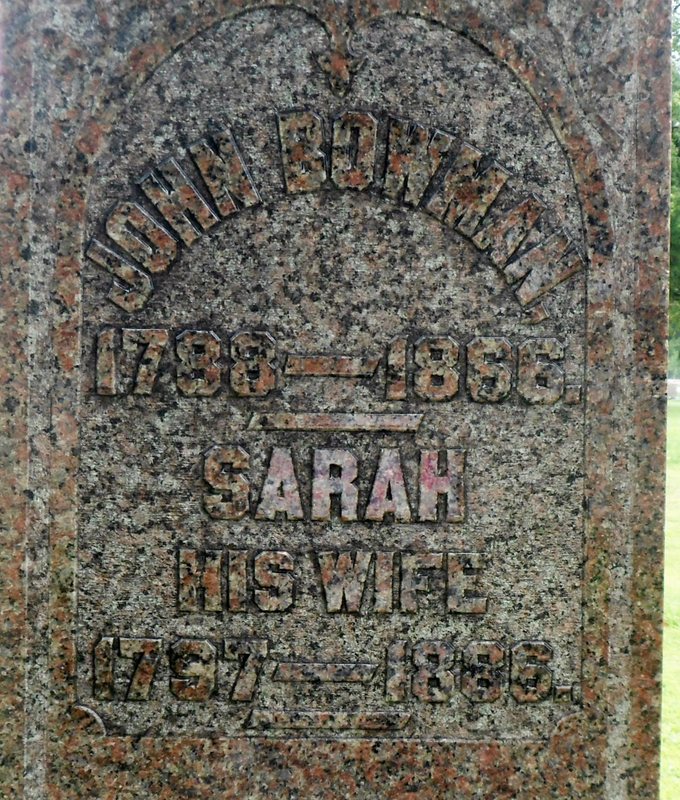 JOHN BOWMAN,
1788 — 1866.
SARAH
HIS WIFE
1797 — 1886.